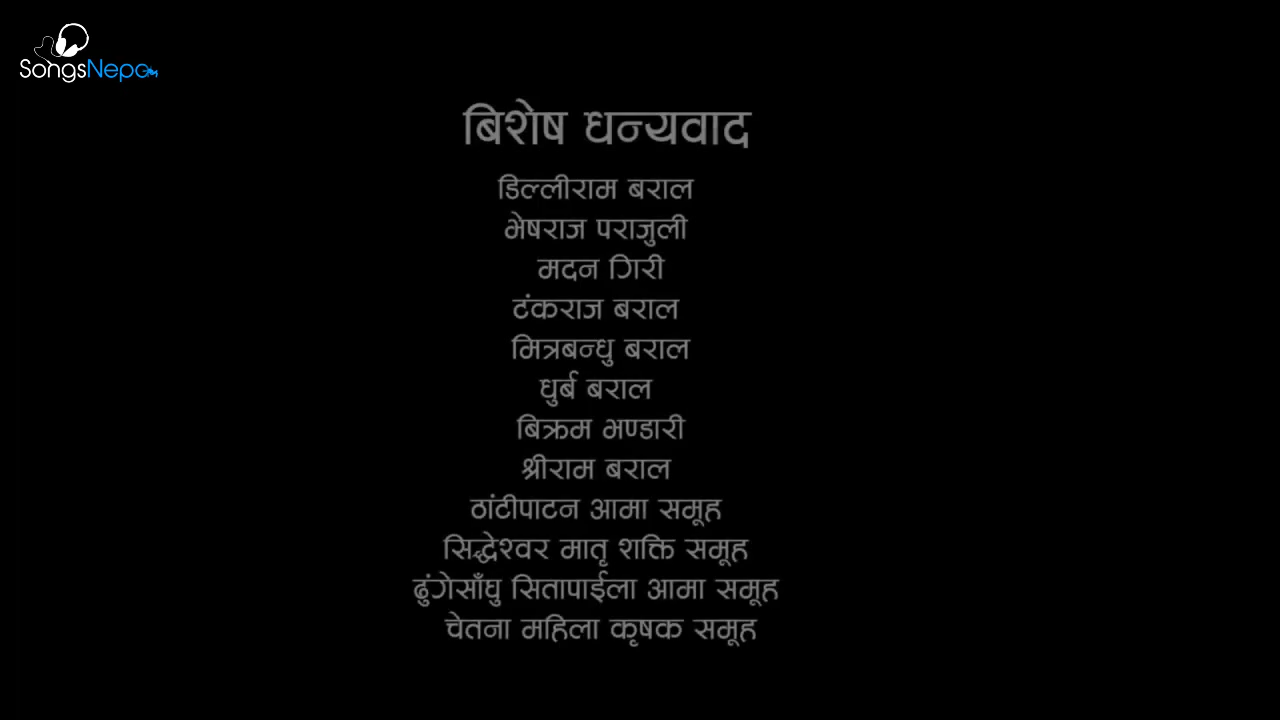 SongsNepal
बिशेष धन्यवाद
डिल्लीराम बराल
भेषराज पराजुली
मदन गिरी
टंकराज बराल
मित्रबन्धु बराल
धुर्ब बराल
बिक्रम भण्डारी
श्रीराम बराल
ठांटीपाटन आमा समूह
सिद्धेश्वर मातृ शक्ति समूह
ढुंगेसाँघु सितापाईला आमा समूह
चेतना महिला कृषक समूह